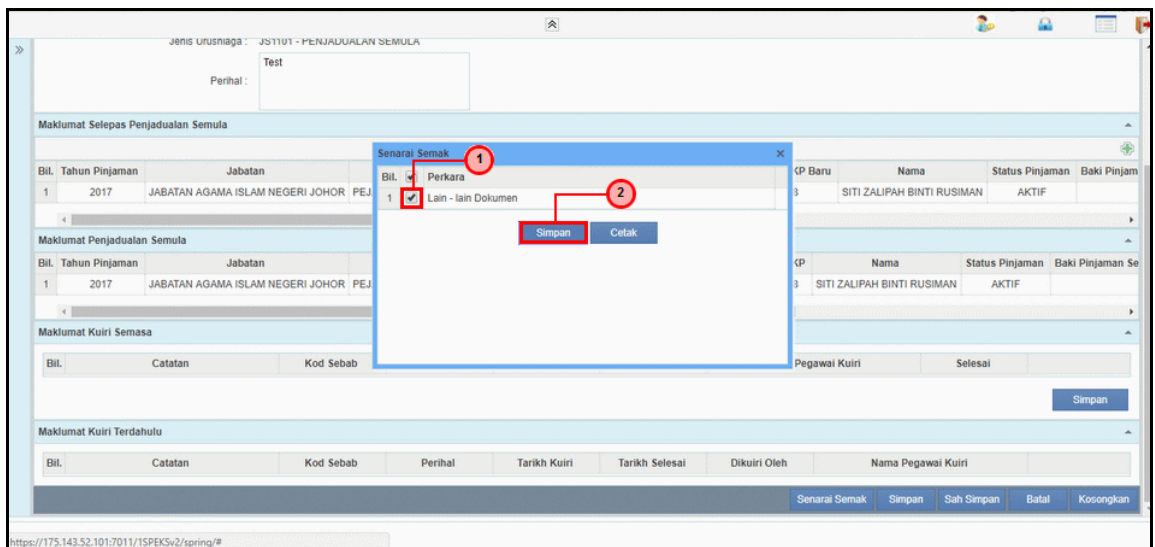 Jenis Urusniaga : JS1101 - PENJADUALAN SEMULA
Perihal : Test
Maklumat Selepas Penjadualan Semula
Bil. Tahun Pinjaman Jabatan KP Baru Nama Status Pinjaman Baki Pinjam
1 2017 JABATAN AGAMA ISLAM NEGERI JOHOR PEJ SITI ZALIPAH BINTI RUSIMAN AKTIF
Senarai Semak
1
Bil. Perkara
1 Lain - lain Dokumen
2
Simpan Cetak
Maklumat Penjadualan Semula
Bil. Tahun Pinjaman Jabatan KP Nama Status Pinjaman Baki Pinjaman Se
1 2017 JABATAN AGAMA ISLAM NEGERI JOHOR PEJ SITI ZALIPAH BINTI RUSIMAN AKTIF
Maklumat Kuiri Semasa
Bil. Catatan Kod Sebab Pegawai Kuiri Selesai
Simpan
Maklumat Kuiri Terdahulu
Bil. Catatan Kod Sebab Perihal Tarikh Kuiri Tarikh Selesai Dikuiri Oleh Nama Pegawai Kuiri
Senarai Semak Simpan Sah Simpan Batal Kosongkan
https://175.143.52.101:7011/1SPEKSv2/spring/#